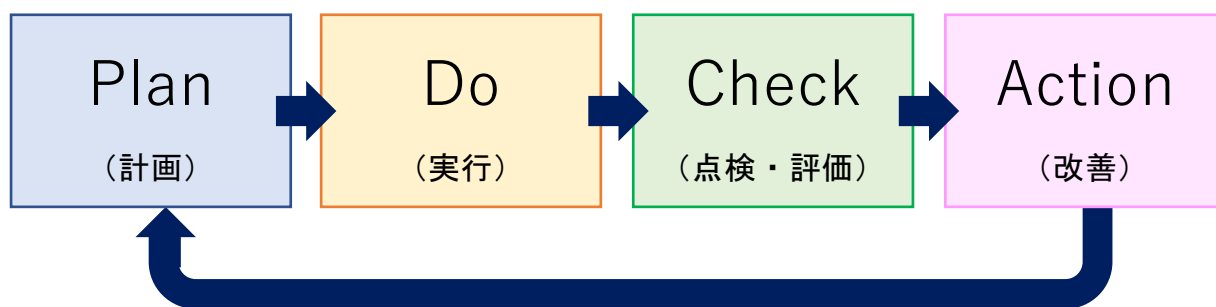 Plan
（計画）
Do
（実行）
Check
（点検・評価）
Action
（改善）